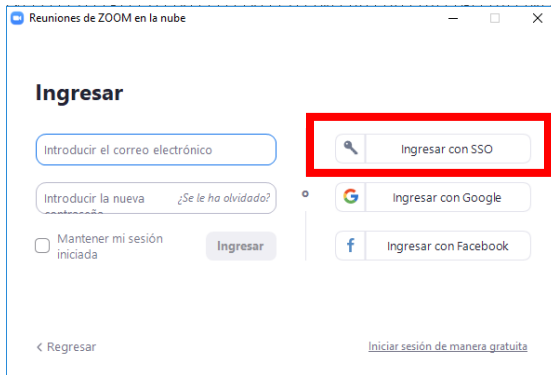 Reuniones de ZOOM en la nube
Ingresar
Introducir el correo electrónico
Introducir la nueva
contraseña
¿Se le ha olvidado?
Mantener mi sesión
iniciada
Ingresar
o
Ingresar con SSO
Ingresar con Google
Ingresar con Facebook
< Regresar
Iniciar sesión de manera gratuita